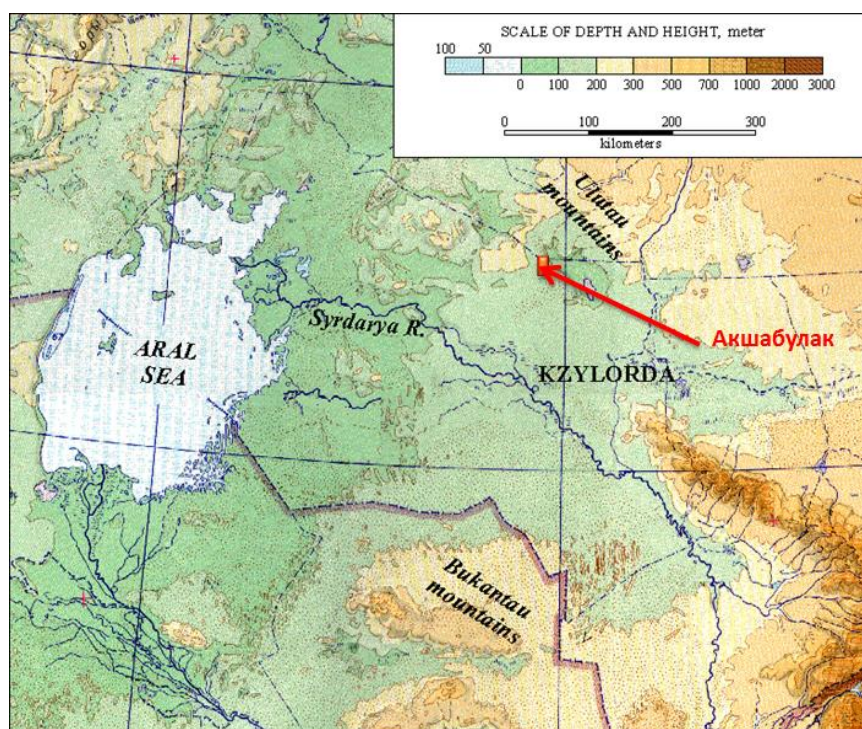 SCALE OF DEPTH AND HEIGHT, meter
100 50
0 100 200 300 500 700 1000 2000 3000
0 100 200 300
kilometers
Ulutau
mountains
Акшабулак
Syrdarya R.
ARAL
SEA
KZYLORDA
Bukantau
mountains